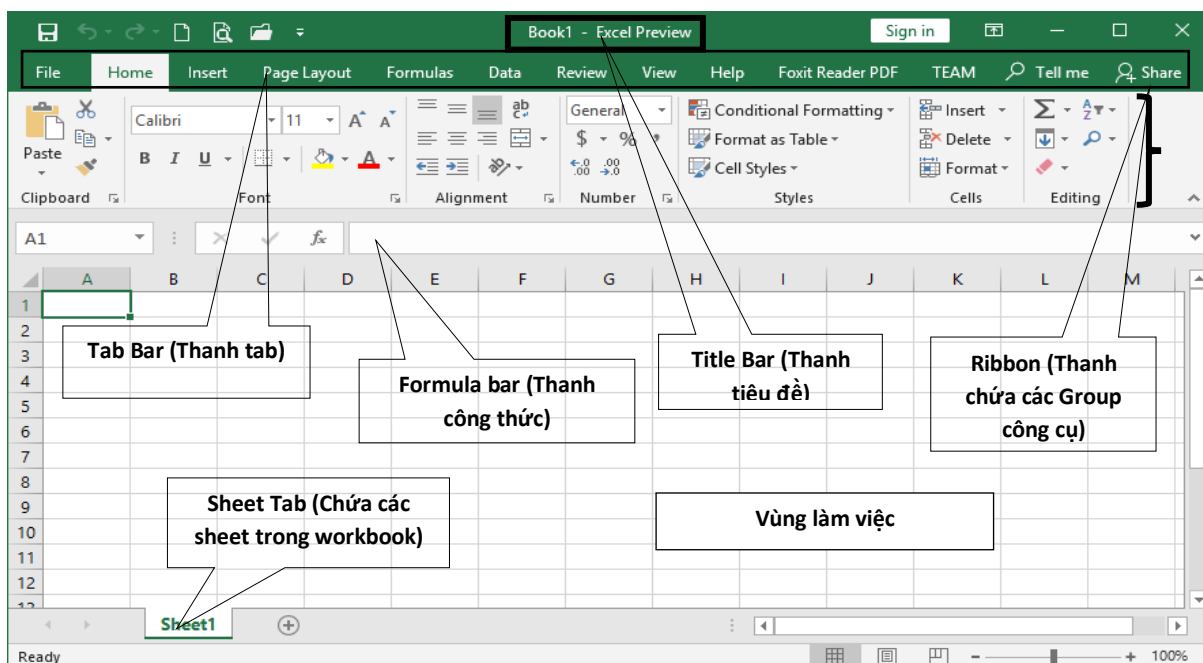 Book1 - Excel Preview
Sign in
File Home Insert Page Layout Formulas Data Review View Help Foxit Reader PDF TEAM Tell me Share
Calibri 11 General Conditional Formatting Insert
Paste B I U A $ % Format as Table Delete
Cell Styles Format
Clipboard Font Alignment Number Styles Cells Editing
A1 fx
A B C D E F G H I J K L M
1
2
3
4
5
6
7
8
9
10
11
12
13
Tab Bar (Thanh tab)
Formula bar (Thanh
công thức)
Title Bar (Thanh
tiêu đề)
Ribbon (Thanh
chứa các Group
công cụ)
Sheet Tab (Chứa các
sheet trong workbook)
Vùng làm việc
Sheet1
Ready 100%